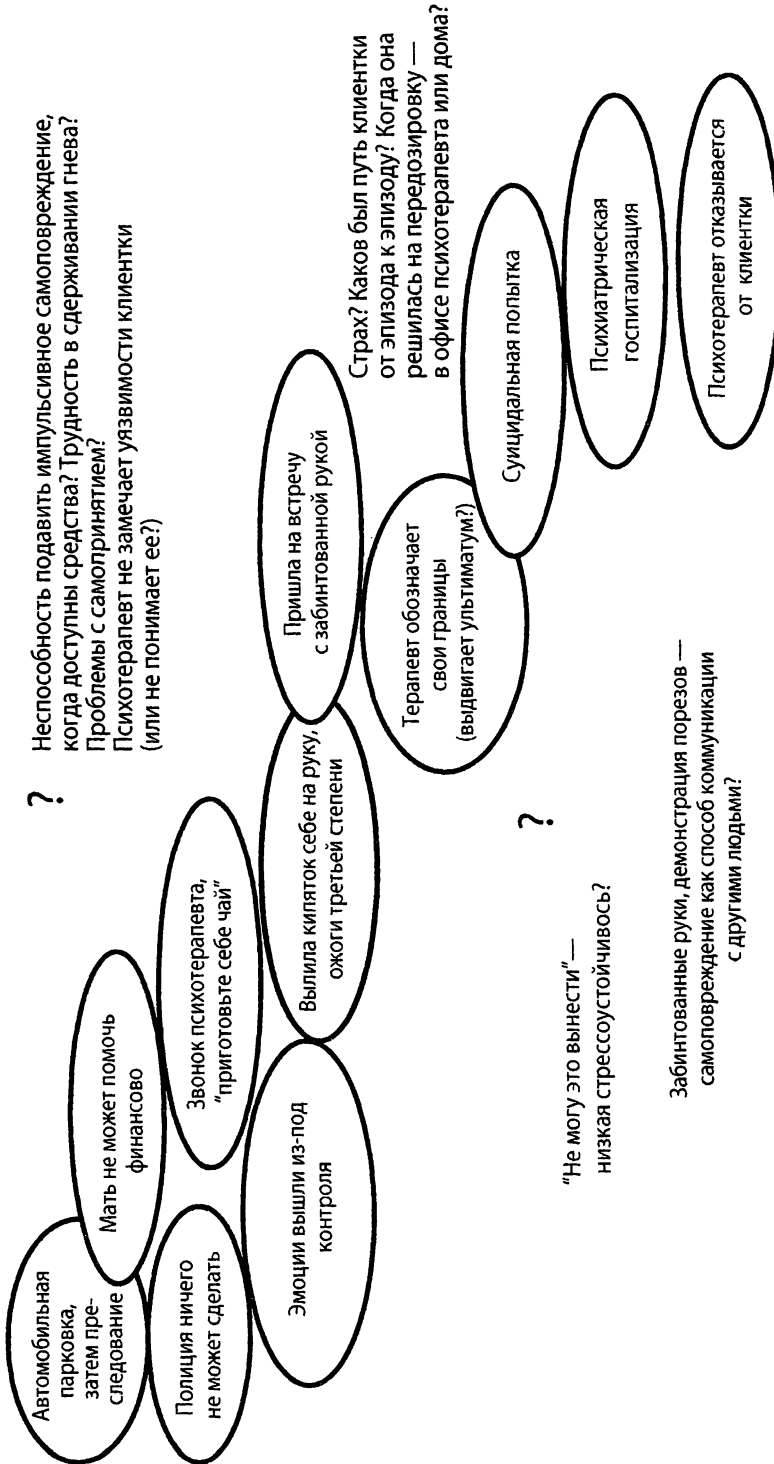 Автомобильная
парковка,
затем пре-
следование
Мать не может помочь
финансово
Полиция ничего
не может сделать
Звонок психотерапевта,
“приготовьте себе чай”
Эмоции вышли из-под
контроля
Вылила кипяток себе на руку,
ожоги третьей степени
Пришла на встречу
с забинтованной рукой
Терапевт обозначает
свои границы
(выдвигает ультиматум?)
Суицидальная попытка
Психиатрическая
госпитализация
Психотерапевт отказывается
от клиентки
?
Неспособность подавить импульсивное самоповреждение,
когда доступны средства? Трудность в сдерживании гнева?
Проблемы с самопринятием?
Психотерапевт не замечает уязвимости клиентки
(или не понимает ее?)
Страх? Каков был путь клиентки
от эпизода к эпизоду? Когда она
решилась на передозировку —
в офисе психотерапевта или дома?
?
“Не могу это вынести”—
низкая стрессоустойчивось?
Забинтованные руки, демонстрация порезов —
самоповреждение как способ коммуникации
с другими людьми?